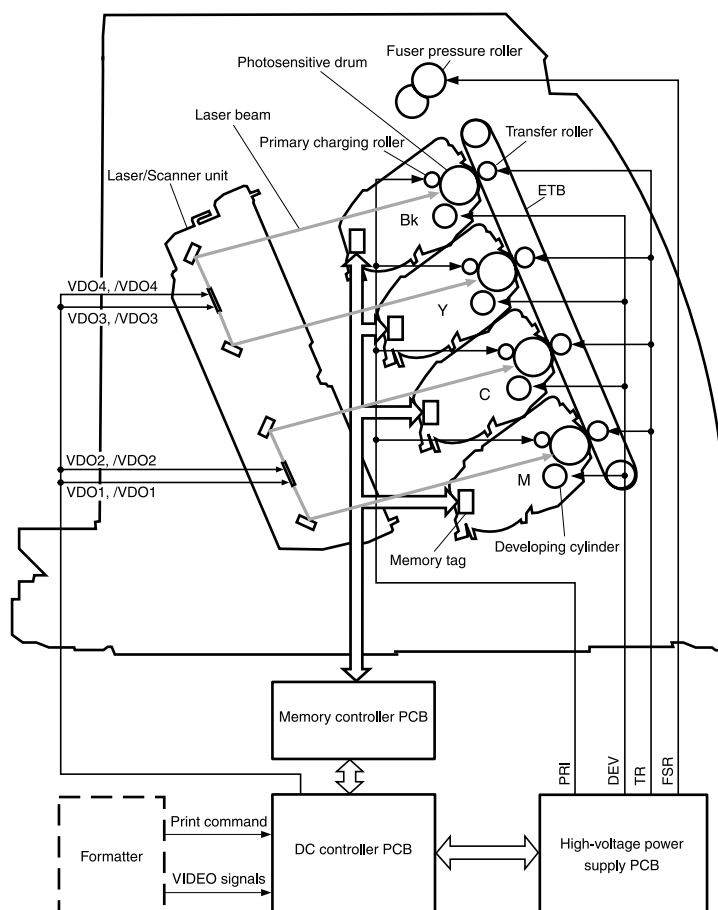 Fuser pressure roller
Photosensitive drum
Laser beam
Transfer roller
Primary charging roller
Laser/Scanner unit
ETB
Bk
VDO4, /VDO4
VDO3, /VDO3
Y
C
VDO2, /VDO2
VDO1, /VDO1
M
Developing cylinder
Memory tag
Memory controller PCB
PRI
DEV
TR
FSR
Print command
Formatter
DC controller PCB
High-voltage power
supply PCB
VIDEO signals